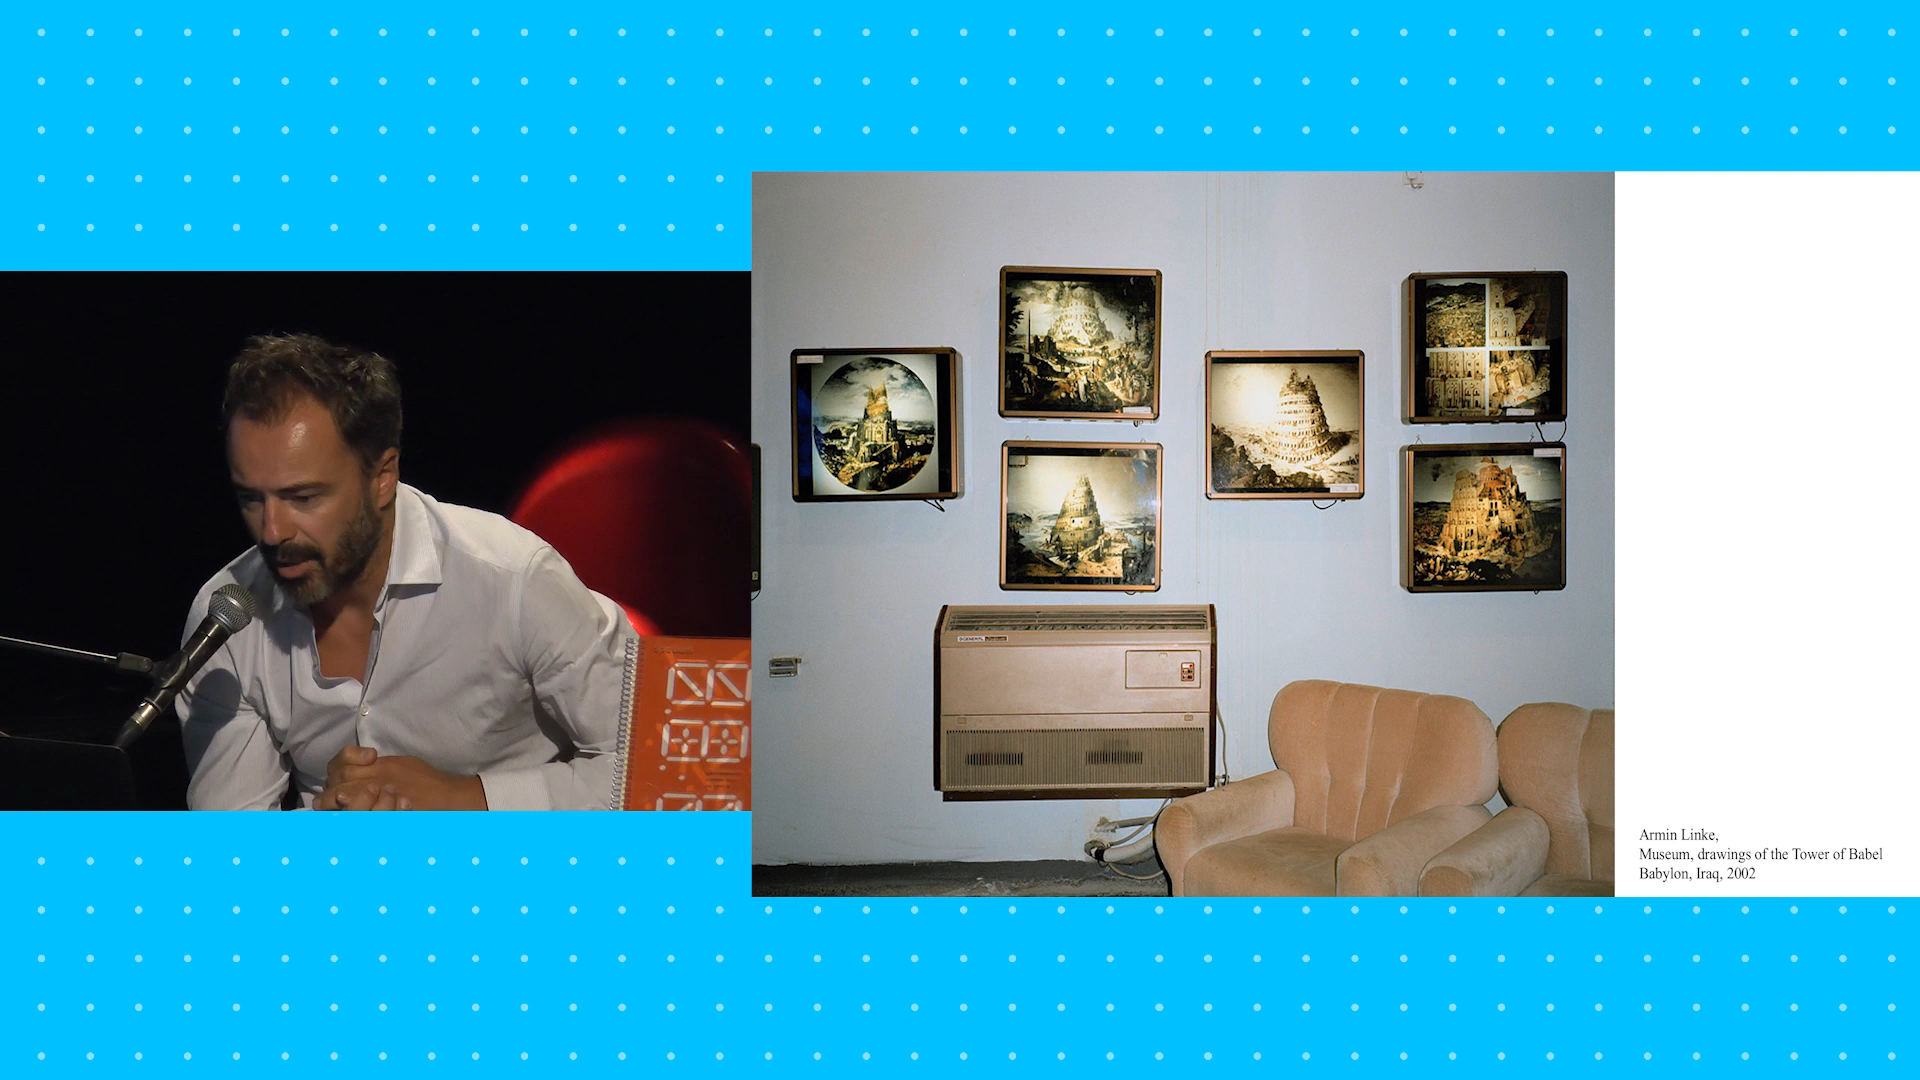 Armin Linke,
Museum, drawings of the Tower of Babel
Babylon, Iraq, 2002